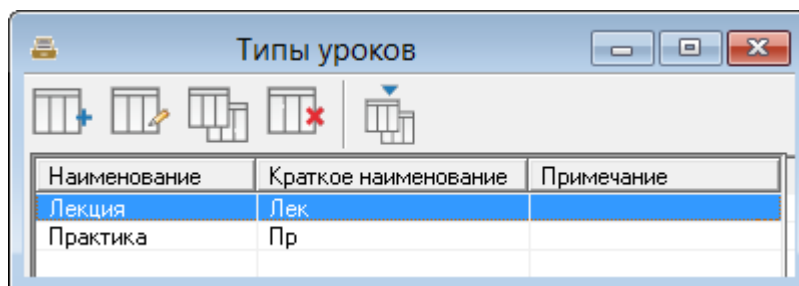 Типы уроков
Наименование Краткое наименование Примечание
Лекция Лек
Практика Пр